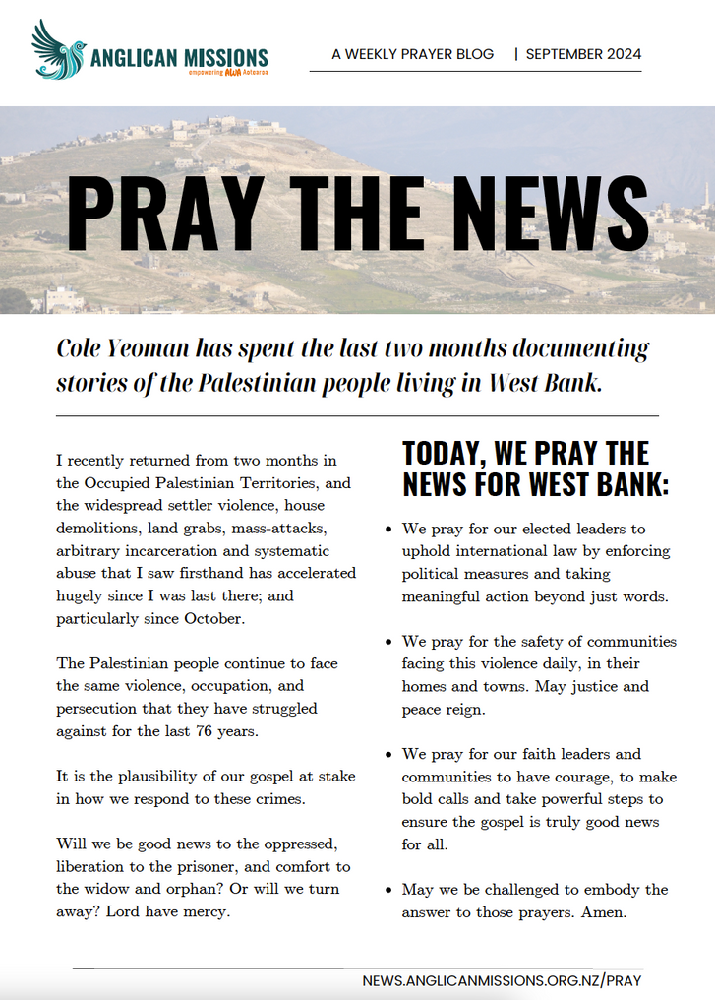 ANGLICAN MISSIONS
empowering AWA Aotearoa
A WEEKLY PRAYER BLOG | SEPTEMBER 2024
PRAY THE NEWS
Cole Yeoman has spent the last two months documenting
stories of the Palestinian people living in West Bank.
I recently returned from two months in
the Occupied Palestinian Territories, and
the widespread settler violence, house
demolitions, land grabs, mass-attacks,
arbitrary incarceration and systematic
abuse that I saw firsthand has accelerated
hugely since I was last there; and
particularly since October.
The Palestinian people continue to face
the same violence, occupation, and
persecution that they have struggled
against for the last 76 years.
It is the plausibility of our gospel at stake
in how we respond to these crimes.
Will we be good news to the oppressed,
liberation to the prisoner, and comfort to
the widow and orphan? Or will we turn
away? Lord have mercy.
TODAY, WE PRAY THE
NEWS FOR WEST BANK:
• We pray for our elected leaders to
uphold international law by enforcing
political measures and taking
meaningful action beyond just words.
• We pray for the safety of communities
facing this violence daily, in their
homes and towns. May justice and
peace reign.
• We pray for our faith leaders and
communities to have courage, to make
bold calls and take powerful steps to
ensure the gospel is truly good news
for all.
• May we be challenged to embody the
answer to those prayers. Amen.
NEWS.ANGLICANMISSIONS.ORG.NZ/PRAY